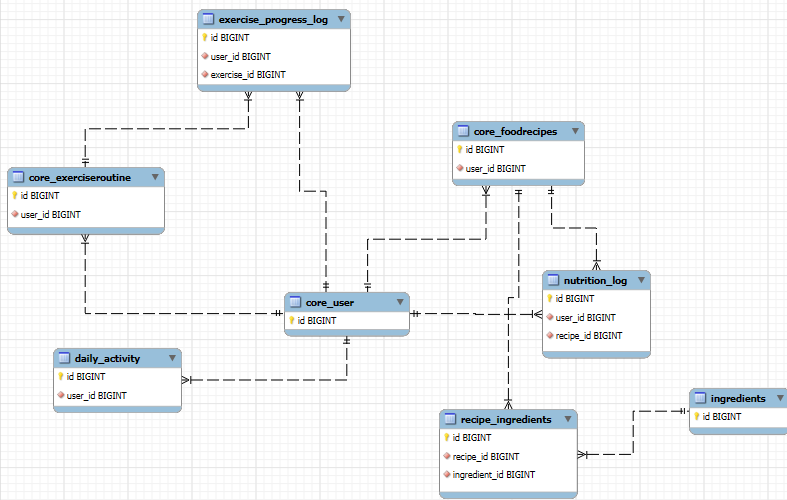 exercise_progress_log
id BIGINT
user_id BIGINT
exercise_id BIGINT
core_foodrecipes
id BIGINT
user_id BIGINT
core_exerciseroutine
id BIGINT
user_id BIGINT
nutrition_log
id BIGINT
user_id BIGINT
recipe_id BIGINT
core_user
id BIGINT
daily_activity
id BIGINT
user_id BIGINT
ingredients
id BIGINT
recipe_ingredients
id BIGINT
recipe_id BIGINT
ingredient_id BIGINT